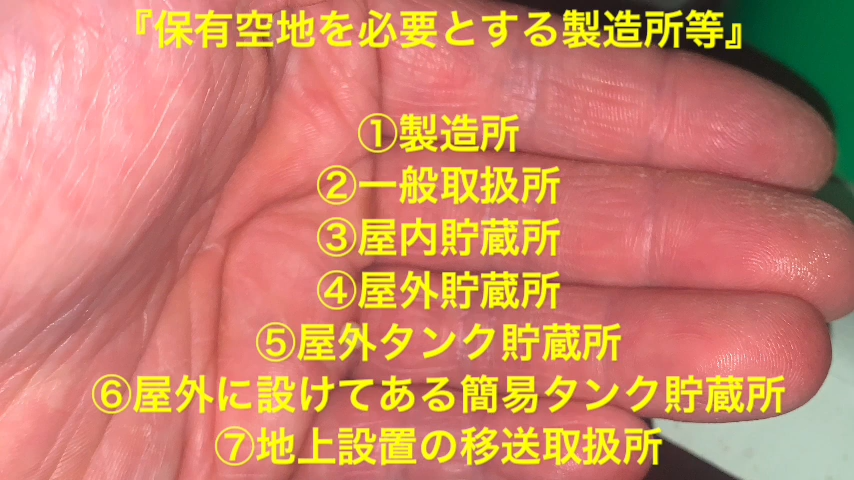 『保有空地を必要とする製造所等』
①製造所
②一般取扱所
③屋内貯蔵所
④屋外貯蔵所
⑤屋外タンク貯蔵所
⑥屋外に設けてある簡易タンク貯蔵所
⑦地上設置の移送取扱所